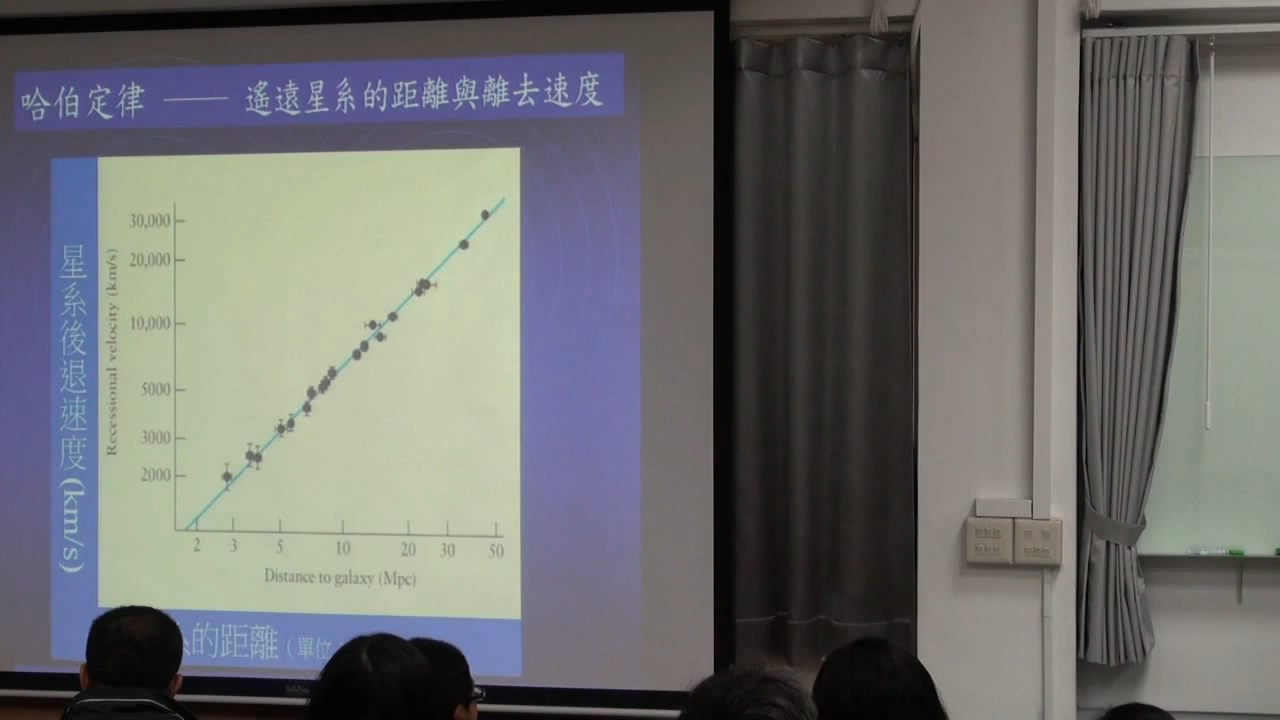 哈伯定律 —— 遙遠星系的距離與離去速度
星系後退速度(km/s)
Recessional velocity (km/s)
30,000
20,000
10,000
5000
3000
2000
2 3 5 10 20 30 50
Distance to galaxy (Mpc)
的距離(單位